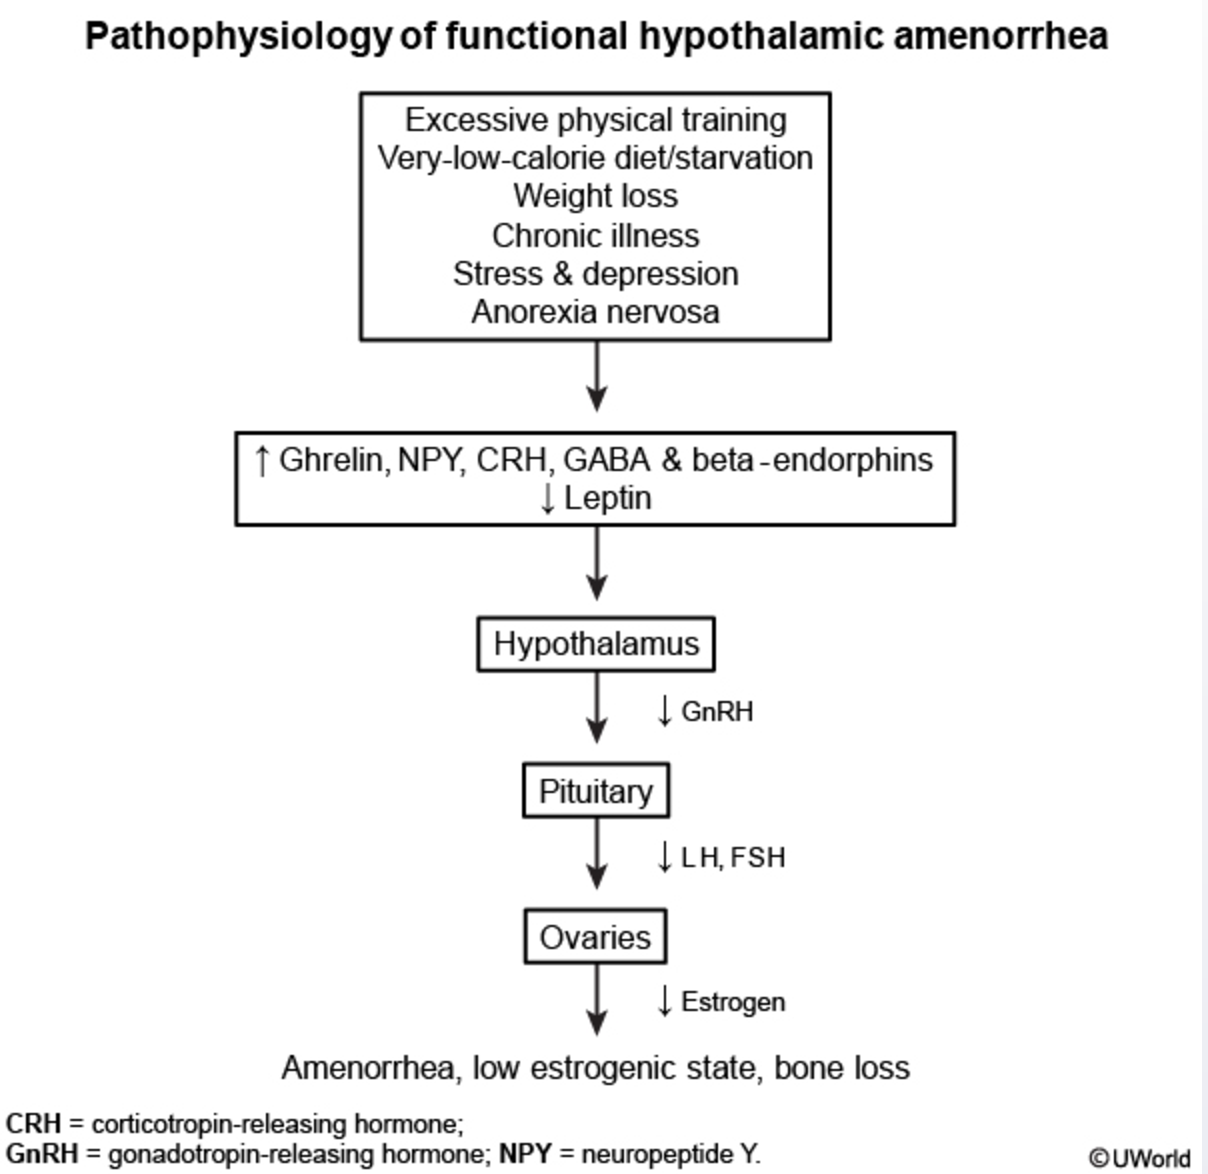 Pathophysiology of functional hypothalamic amenorrhea
Excessive physical training
Very-low-calorie diet/starvation
Weight loss
Chronic illness
Stress & depression
Anorexia nervosa
↑ Ghrelin, NPY, CRH, GABA & beta-endorphins
↓ Leptin
Hypothalamus
↓ GnRH
Pituitary
↓ LH, FSH
Ovaries
↓ Estrogen
Amenorrhea, low estrogenic state, bone loss
CRH = corticotropin-releasing hormone;
GnRH = gonadotropin-releasing hormone; NPY = neuropeptide Y.
©UWorld